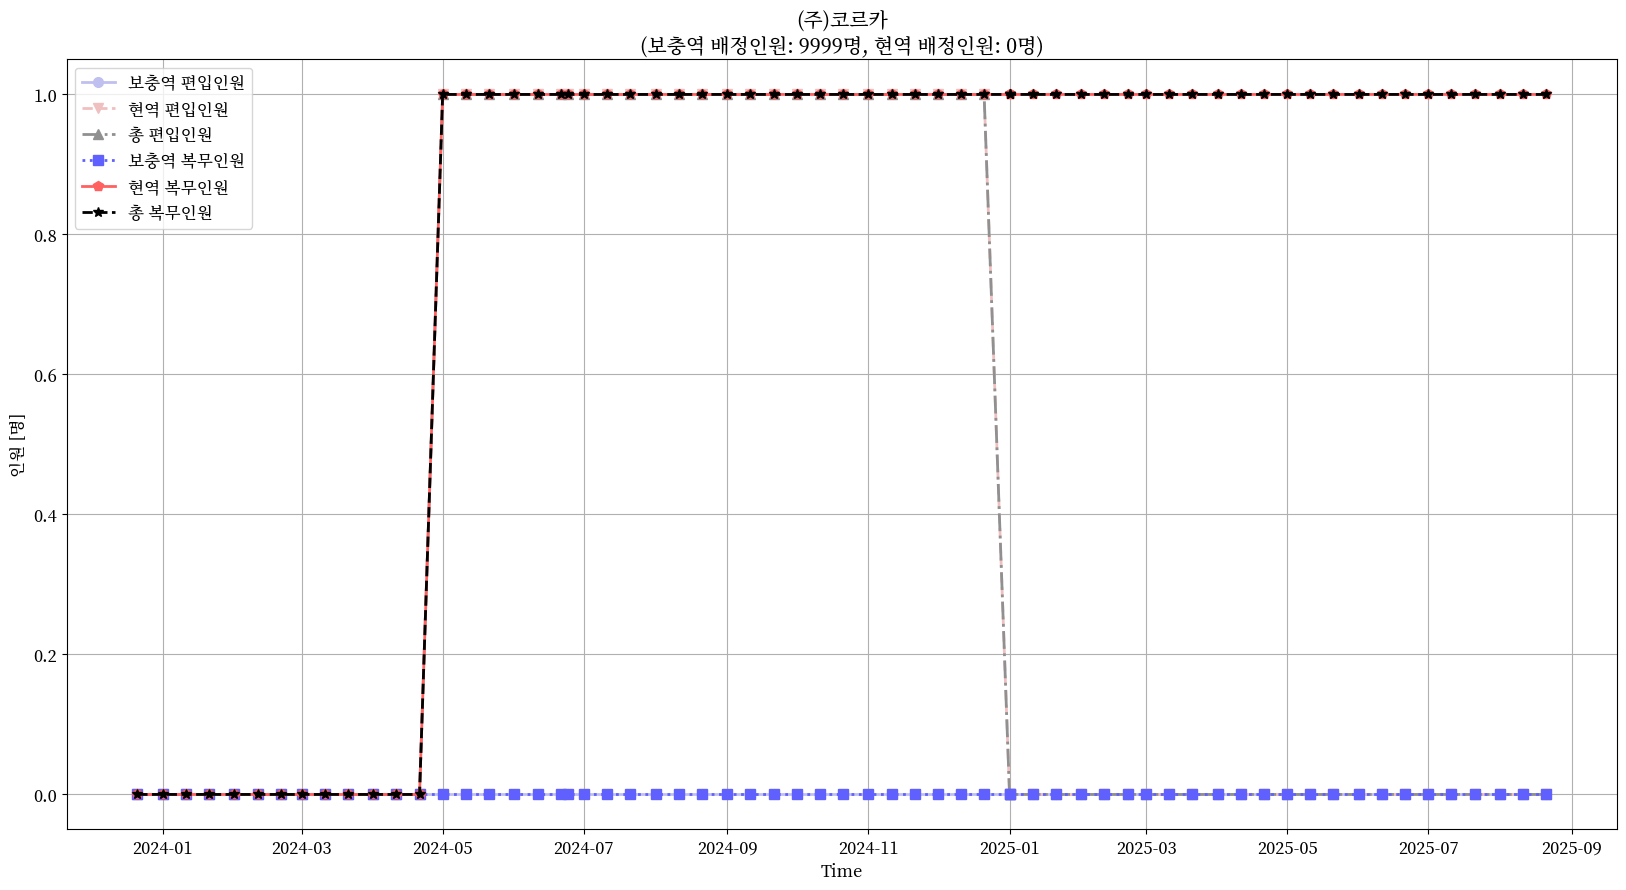 (주)코르카
(보충역 배정인원: 9999명, 현역 배정인원: 0명)
보충역 편입인원
현역 편입인원
총 편입인원
보충역 복무인원
현역 복무인원
총 복무인원
인원 [명]
1.0
0.8
0.6
0.4
0.2
0.0
2024-01
2024-03
2024-05
2024-07
2024-09
2024-11
2025-01
2025-03
2025-05
2025-07
2025-09
Time